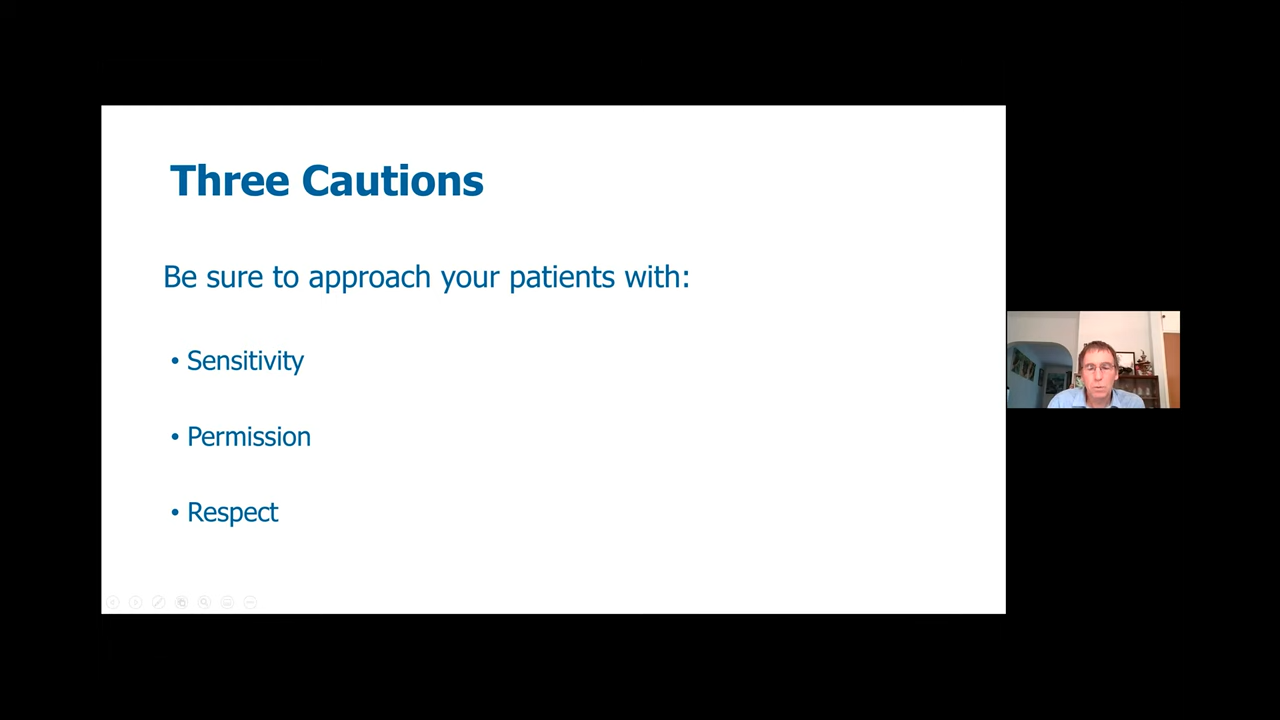 Three Cautions
Be sure to approach your patients with:
• Sensitivity
• Permission
• Respect